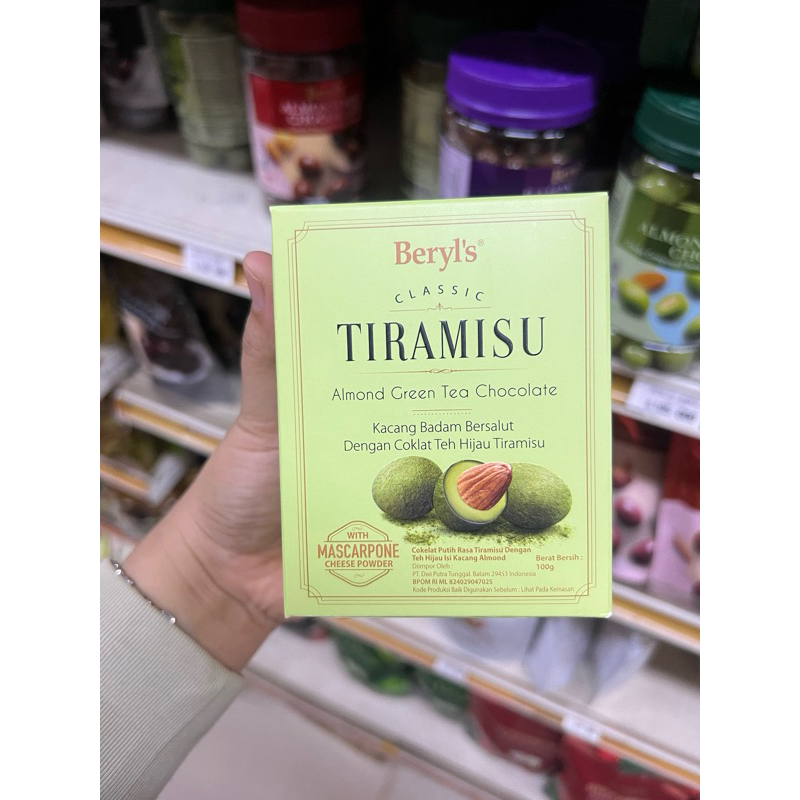 Beryl's®
CLASSIC
TIRAMISU
Almond Green Tea Chocolate
Kacang Badam Bersalut
Dengan Coklat Teh Hijau Tiramisu
WITH
MASCARPONE
CHEESE POWDER
Cokelat Putih Rasa Tiramisu Dengan
Teh Hijau Isi Kacang Almond
Diimpor Oleh :
PT. Dwi Putra Tunggal. Batam 29453 Indonesia
BPOM RI ML 824029047025
Kode Produksi Baik Digunakan Sebelum : Lihat Pada Kemasan
Berat Bersih :
100g
ALMON